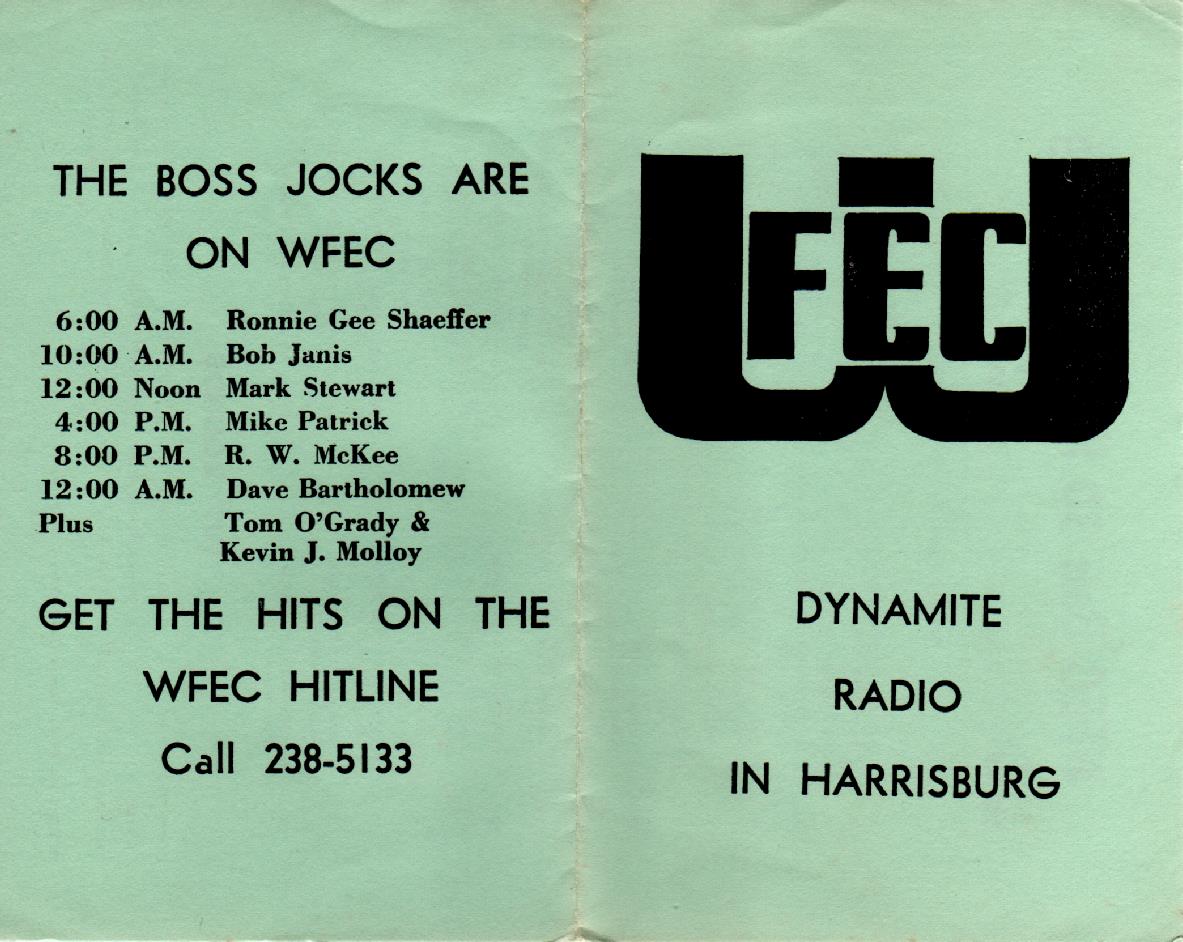 THE BOSS JOCKS ARE
ON WFEC
6:00 A.M. Ronnie Gee Shaeffer
10:00 A.M. Bob Janis
12:00 Noon Mark Stewart
4:00 P.M. Mike Patrick
8:00 P.M. R. W. McKee
12:00 A.M. Dave Bartholomew
Plus Tom O'Grady &
Kevin J. Molloy
GET THE HITS ON THE
WFEC HITLINE
Call 238-5133
WFEC
DYNAMITE
RADIO
IN HARRISBURG